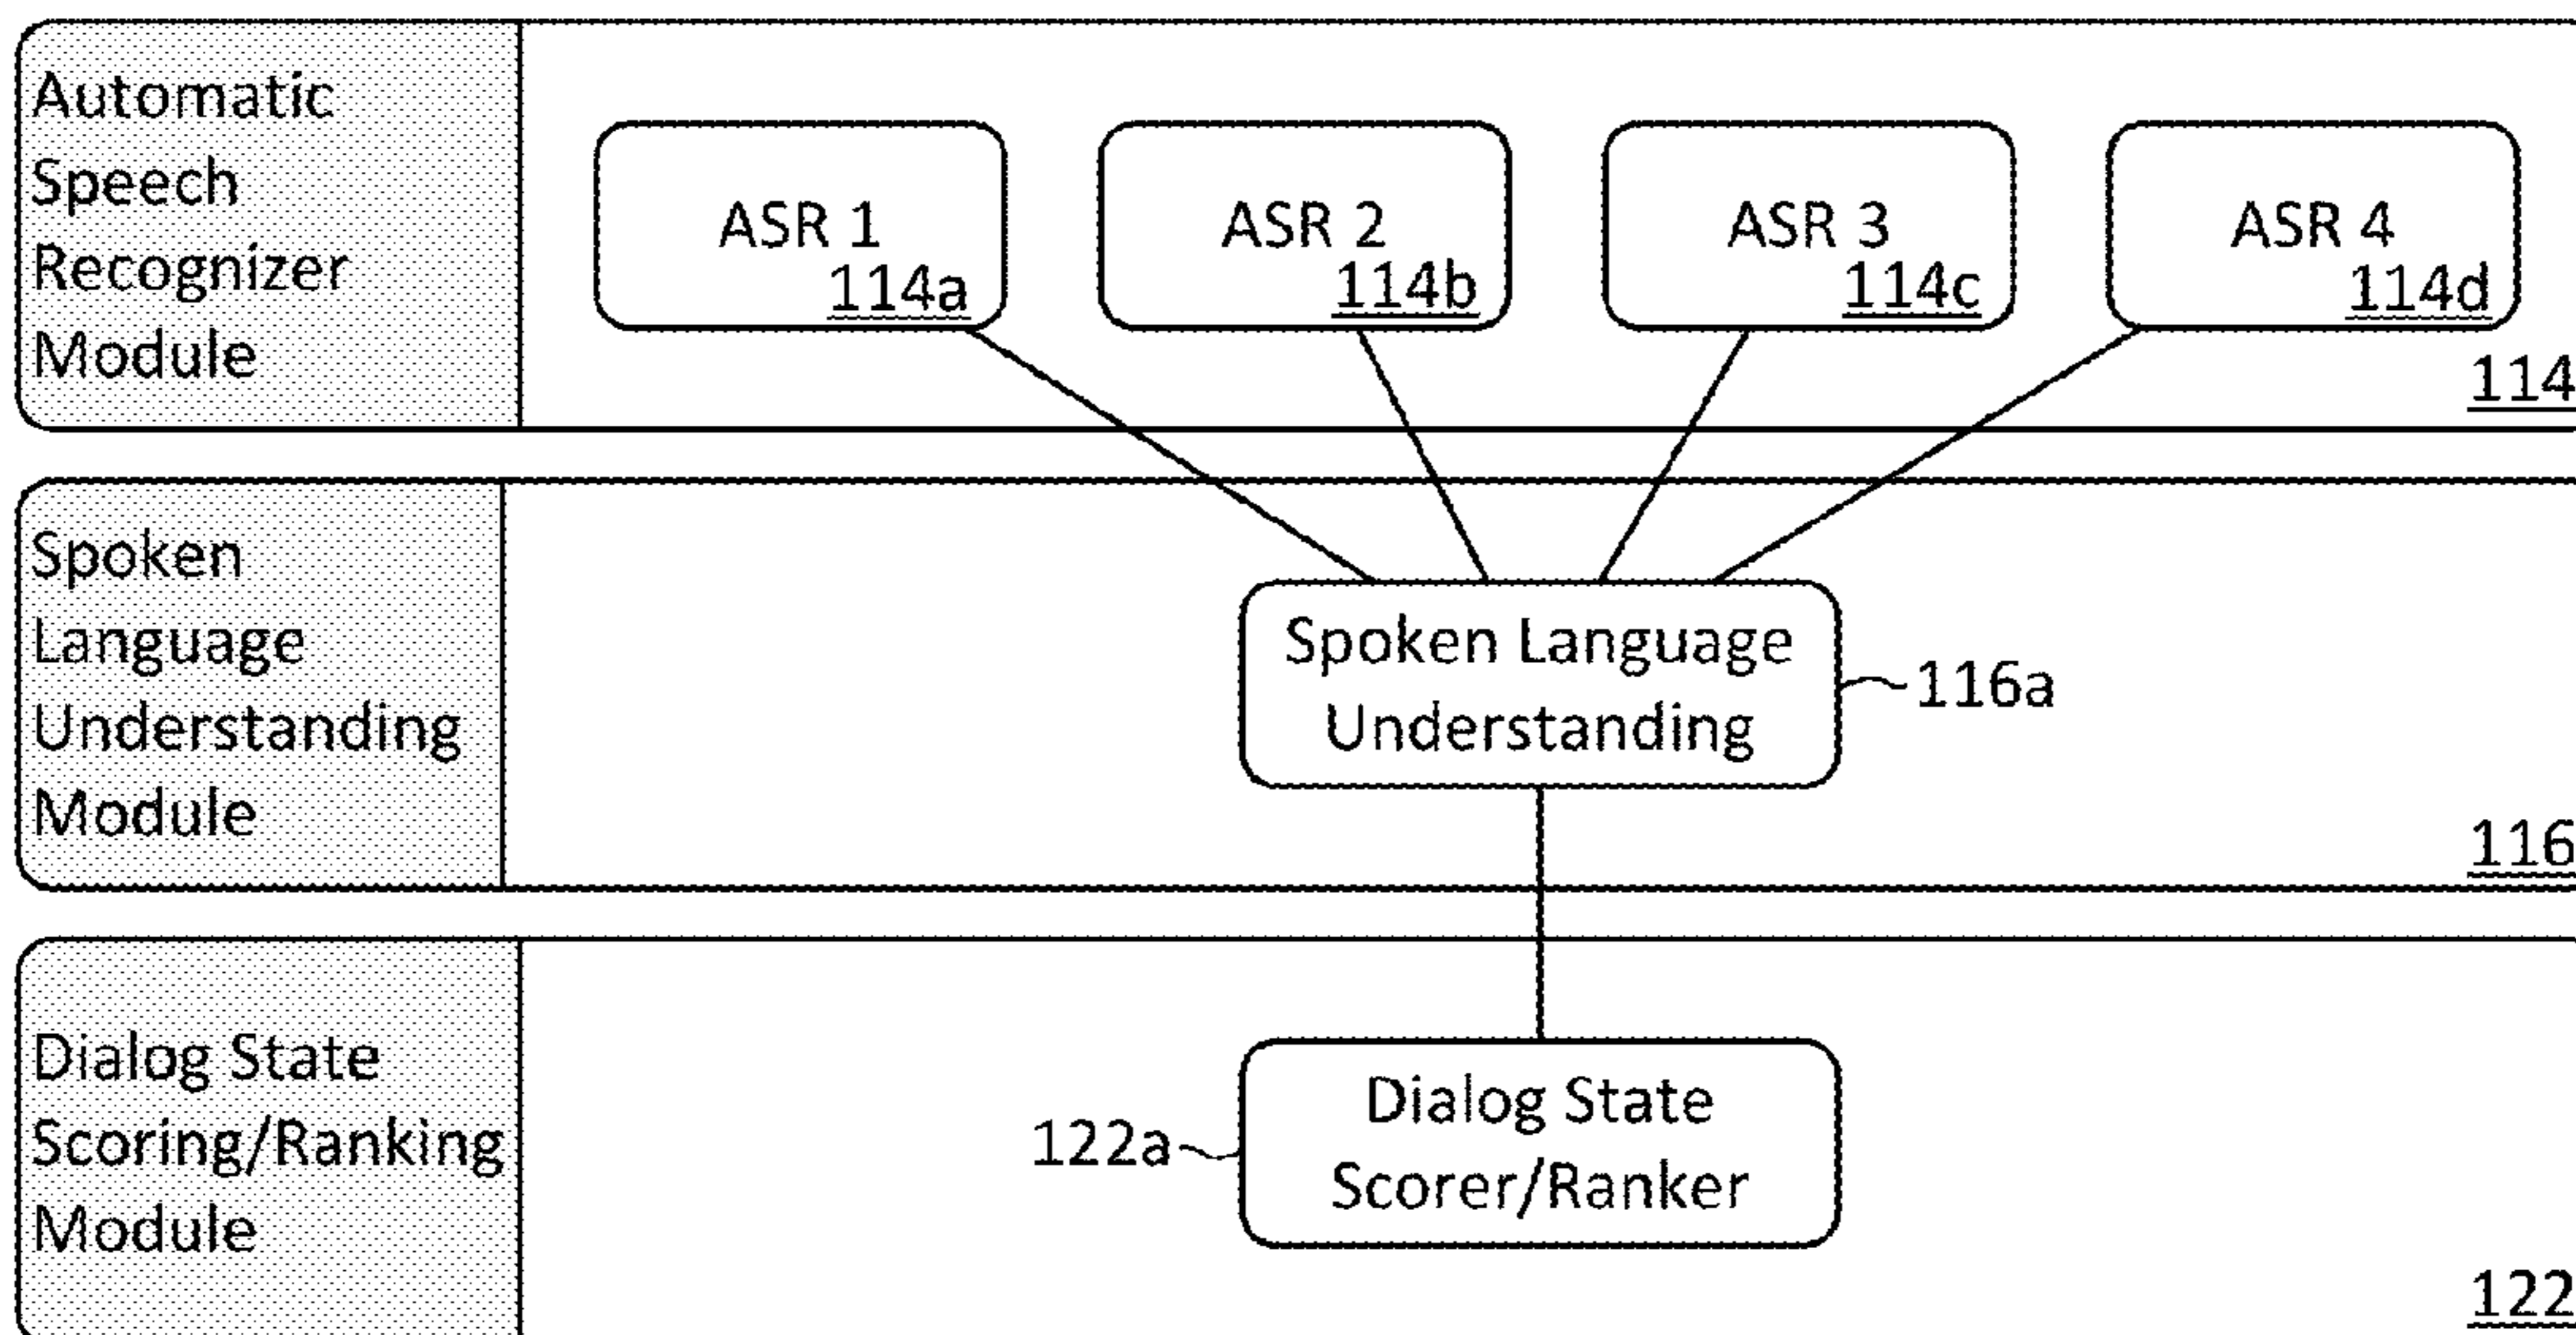 Automatic
Speech
Recognizer
Module
ASR 1
114a
ASR 2
114b
ASR 3
114c
ASR 4
114d
114
Spoken
Language
Understanding
Module
Spoken Language
Understanding
116a
116
Dialog State
Scoring/Ranking
Module
122a
Dialog State
Scorer/Ranker
122